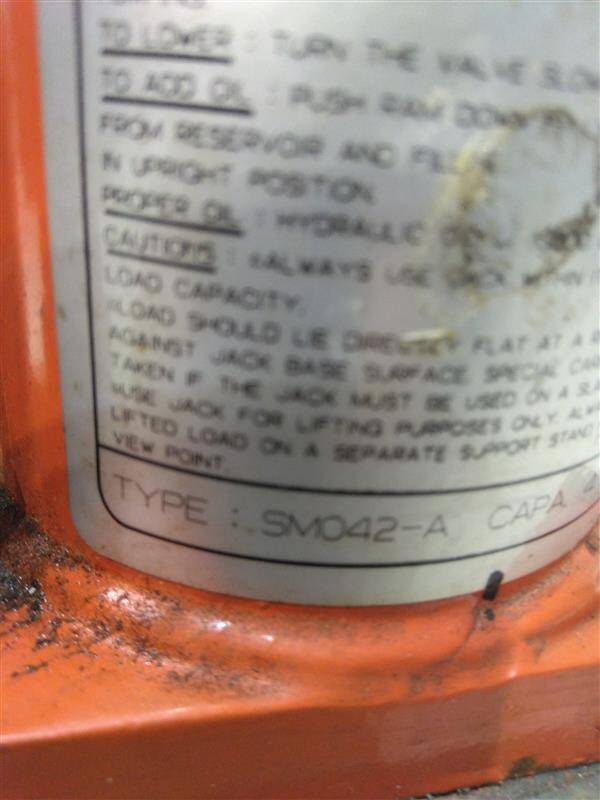 TO LOWER : TURN THE VALVE SLOW
TO ADD OIL : PUSH RAM DOWN
FROM RESERVOIR AND FILL
IN UPRIGHT POSITION
PROPER OIL : HYDRAULIC
CAUTIONS : ※ALWAYS USE JACK WITHIN
LOAD CAPACITY.
※LOAD SHOULD LIE DIRECTLY FLAT AT A
AGAINST JACK BASE SURFACE. SPECIAL CAR
TAKEN IF THE JACK MUST BE USED ON A
※USE JACK FOR LIFTING PURPOSES ONLY. ALWA
LIFTED LOAD ON A SEPARATE SUPPORT STAND
VIEW POINT.
TYPE : SM042-A CAPA. 4